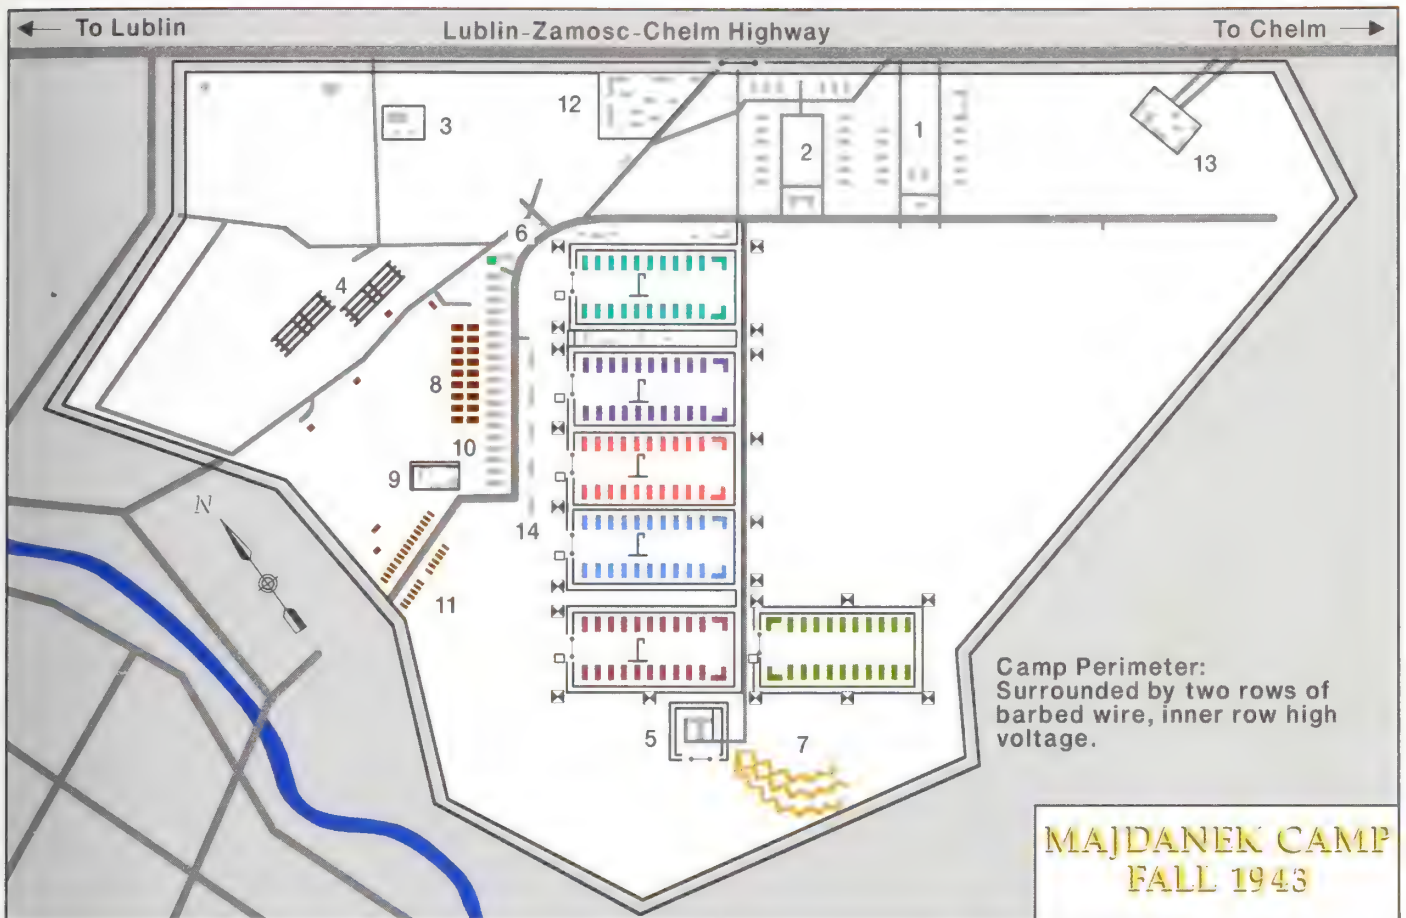 To Lublin
Lublin-Zamosc-Chelm Highway
To Chelm
12
3
1
2
13
6
4
8
10
9
14
N
11
5
7
Camp Perimeter:
Surrounded by two rows of
barbed wire, inner row high
voltage.
MAJDANEK CAMP
FALL 1943